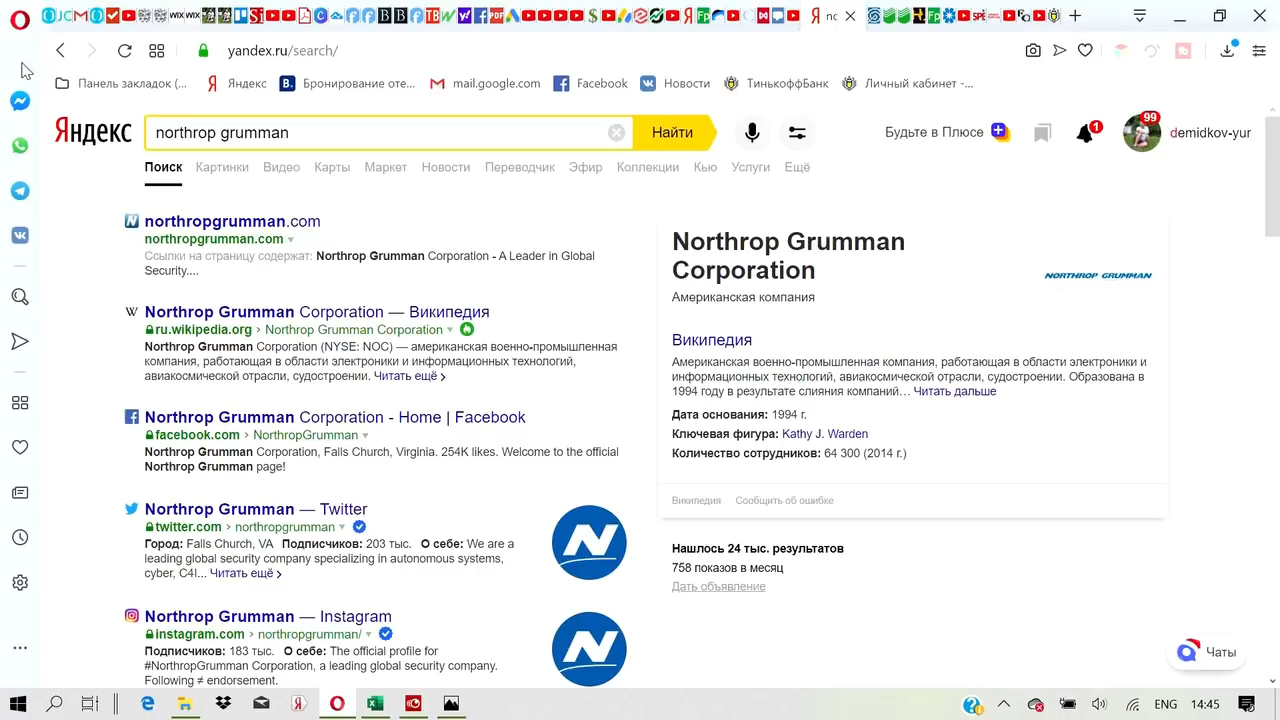 yandex.ru/search/
Панель закладок (...
Яндекс
Бронирование оте...
mail.google.com
Facebook
Новости
ТинькоффБанк
Личный кабинет -...
Яндекс
northrop grumman
Найти
Будьте в Плюсе
1
99
demidkov-yur
Поиск
Картинки
Видео
Карты
Маркет
Новости
Переводчик
Эфир
Коллекции
Кью
Услуги
Ещё
northropgrumman.com
northropgrumman.com
Ссылки на страницу содержат: Northrop Grumman Corporation - A Leader in Global
Security....
Northrop Grumman Corporation — Википедия
ru.wikipedia.org › Northrop Grumman Corporation
Northrop Grumman Corporation (NYSE: NOC) — американская военно-промышленная
компания, работающая в области электроники и информационных технологий,
авиакосмической отрасли, судостроении. Читать ещё ›
Northrop Grumman Corporation - Home | Facebook
facebook.com › NorthropGrumman
Northrop Grumman Corporation, Falls Church, Virginia. 254K likes. Welcome to the official
Northrop Grumman page!
Northrop Grumman — Twitter
twitter.com › northropgrumman
Город: Falls Church, VA Подписчиков: 203 тыс. О себе: We are a
leading global security company specializing in autonomous systems,
cyber, C4I... Читать ещё ›
Northrop Grumman — Instagram
instagram.com › northropgrumman/
Подписчиков: 183 тыс. О себе: The official profile for
#NorthropGrumman Corporation, a leading global security company.
Following ≠ endorsement.
Northrop Grumman
Corporation
NORTHROP GRUMMAN
Американская компания
Википедия
Американская военно-промышленная компания, работающая в области электроники и
информационных технологий, авиакосмической отрасли, судостроении. Образована в
1994 году в результате слияния компаний… Читать дальше
Дата основания: 1994 г.
Ключевая фигура: Kathy J. Warden
Количество сотрудников: 64 300 (2014 г.)
Википедия
Сообщить об ошибке
Нашлось 24 тыс. результатов
758 показов в месяц
Дать объявление
Чаты
ENG
14:45